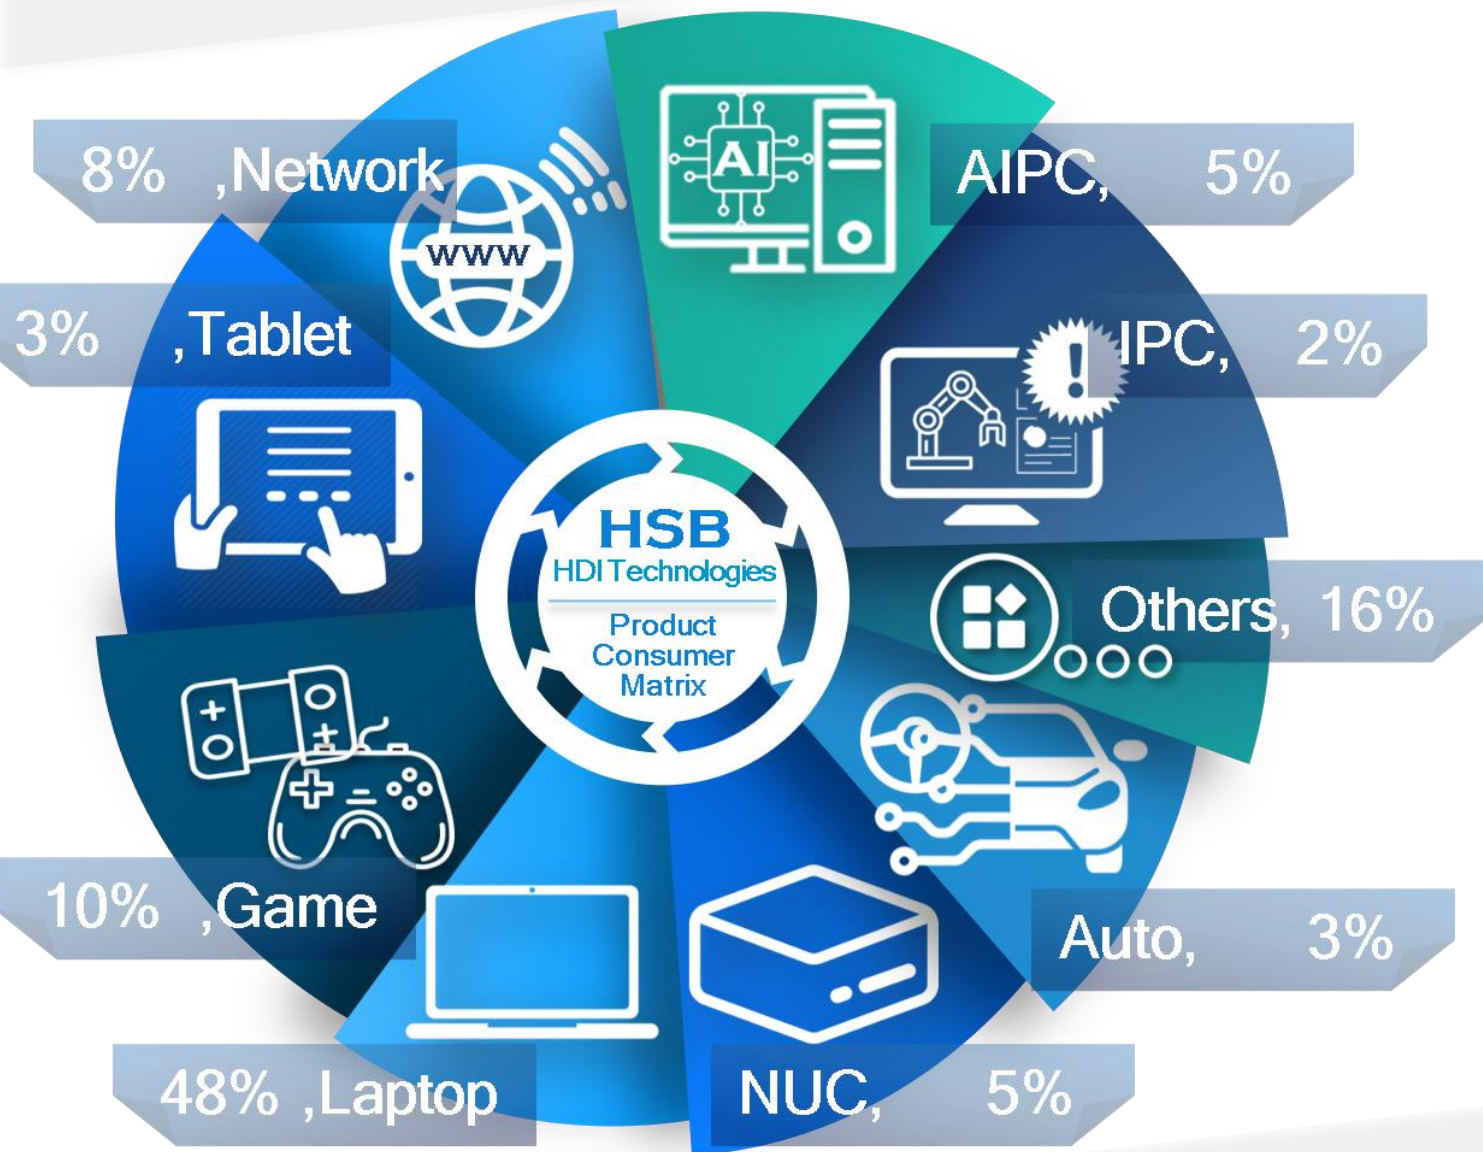 8% ,Network
AIPC, 5%
3% ,Tablet
IPC, 2%
WWW
AI
HSB
HDI Technologies
Product
Consumer
Matrix
Others, 16%
10% ,Game
Auto, 3%
48% ,Laptop
NUC, 5%